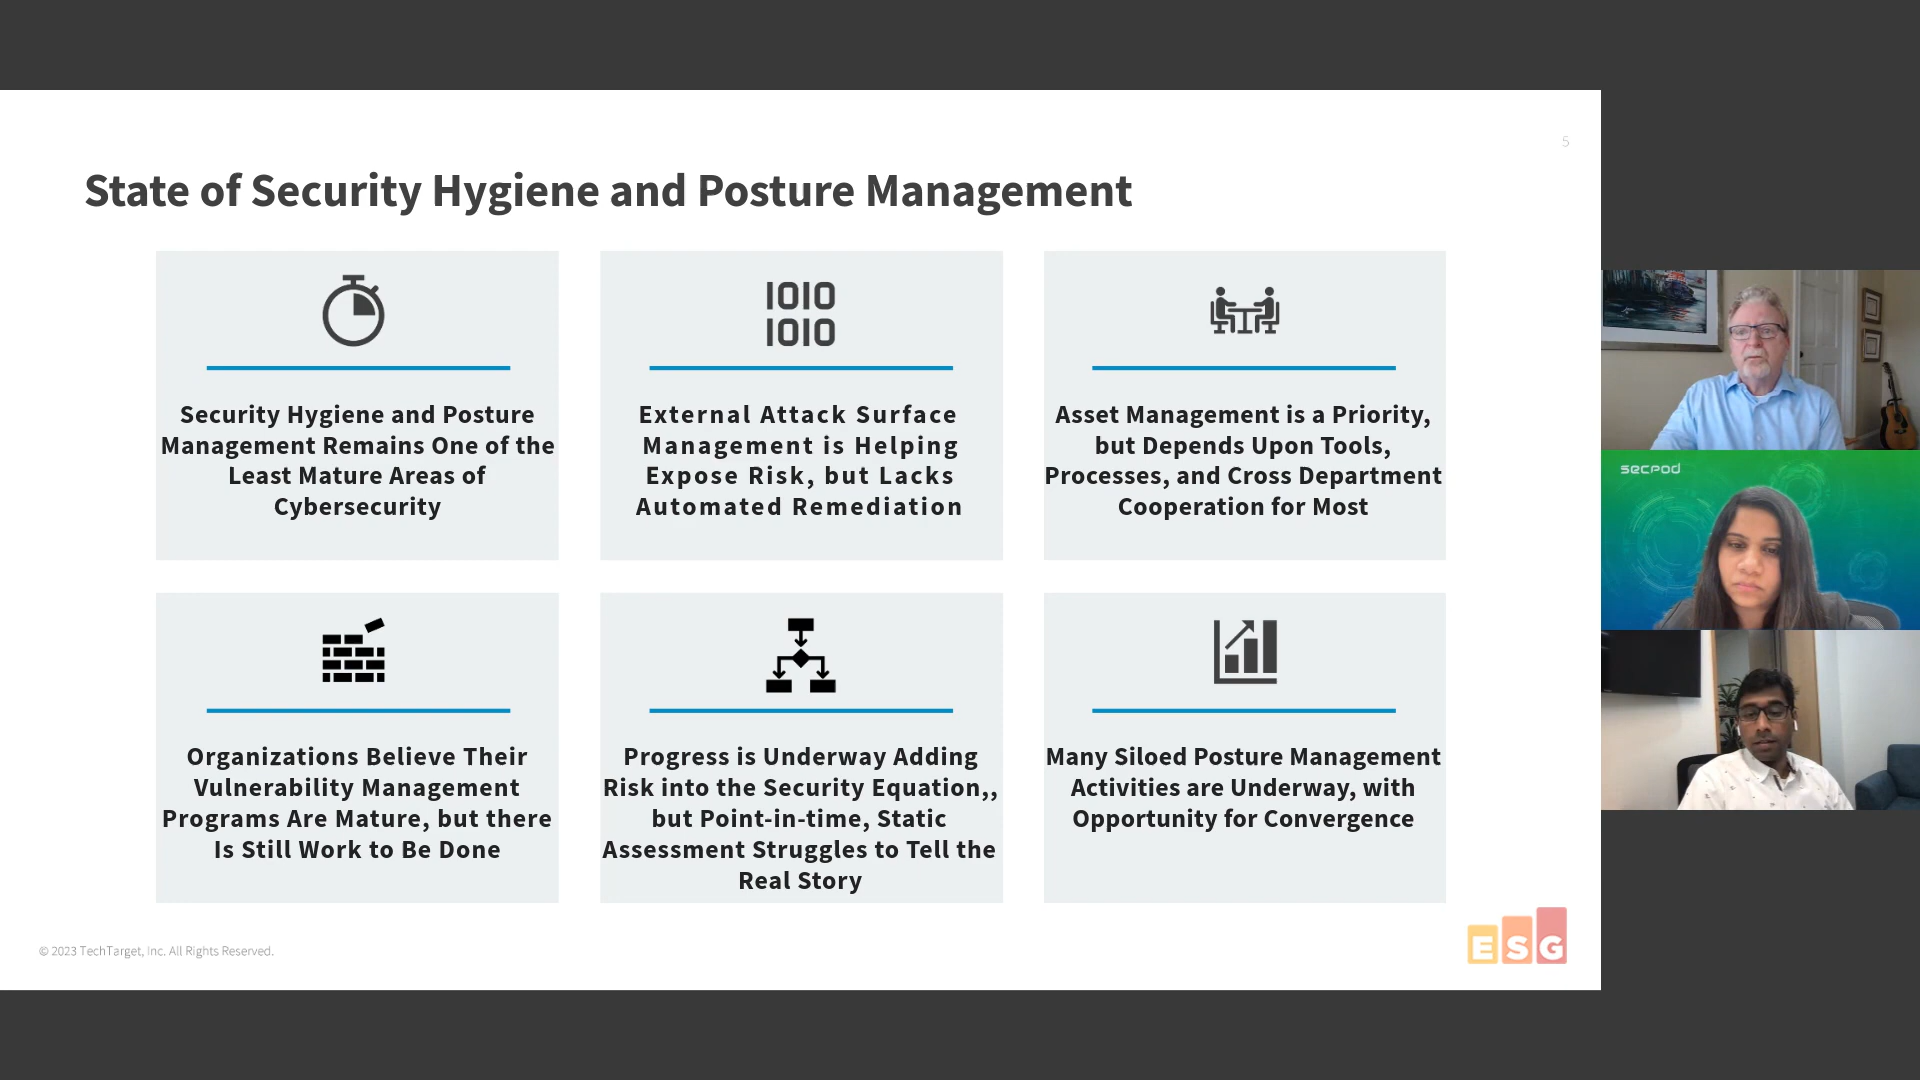 5
State of Security Hygiene and Posture Management
IOIO
IOIO
Security Hygiene and Posture
Management Remains One of the
Least Mature Areas of
Cybersecurity
External Attack Surface
Management is Helping
Expose Risk, but Lacks
Automated Remediation
Asset Management is a Priority,
but Depends Upon Tools,
Processes, and Cross Department
Cooperation for Most
Organizations Believe Their
Vulnerability Management
Programs Are Mature, but there
Is Still Work to Be Done
Progress is Underway Adding
Risk into the Security Equation,,
but Point-in-time, Static
Assessment Struggles to Tell the
Real Story
Many Siloed Posture Management
Activities are Underway, with
Opportunity for Convergence
© 2023 TechTarget, Inc. All Rights Reserved.
ESG
secpod